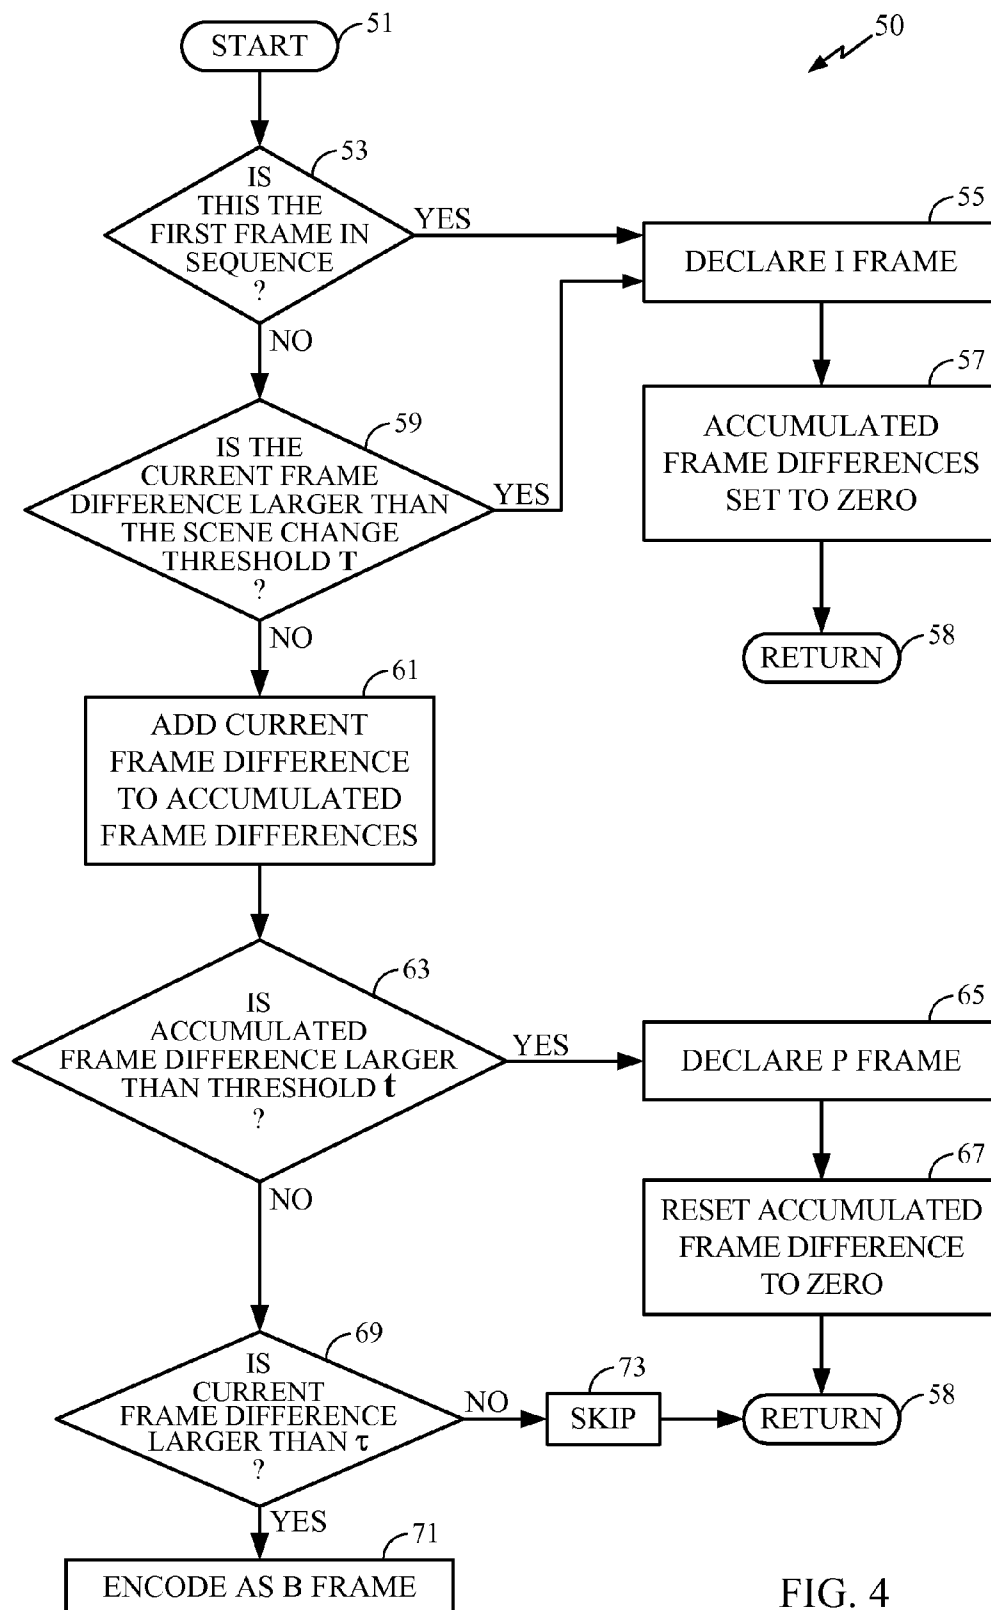 START
51
50
53
IS
THIS THE
FIRST FRAME IN
SEQUENCE
?
YES
NO
55
DECLARE I FRAME
57
ACCUMULATED
FRAME DIFFERENCES
SET TO ZERO
58
RETURN
59
IS THE
CURRENT FRAME
DIFFERENCE LARGER THAN
THE SCENE CHANGE
THRESHOLD T
?
YES
NO
61
ADD CURRENT
FRAME DIFFERENCE
TO ACCUMULATED
FRAME DIFFERENCES
63
IS
ACCUMULATED
FRAME DIFFERENCE LARGER
THAN THRESHOLD t
?
YES
NO
65
DECLARE P FRAME
67
RESET ACCUMULATED
FRAME DIFFERENCE
TO ZERO
69
IS
CURRENT
FRAME DIFFERENCE
LARGER THAN τ
?
NO
73
SKIP
58
RETURN
YES
71
ENCODE AS B FRAME
FIG. 4